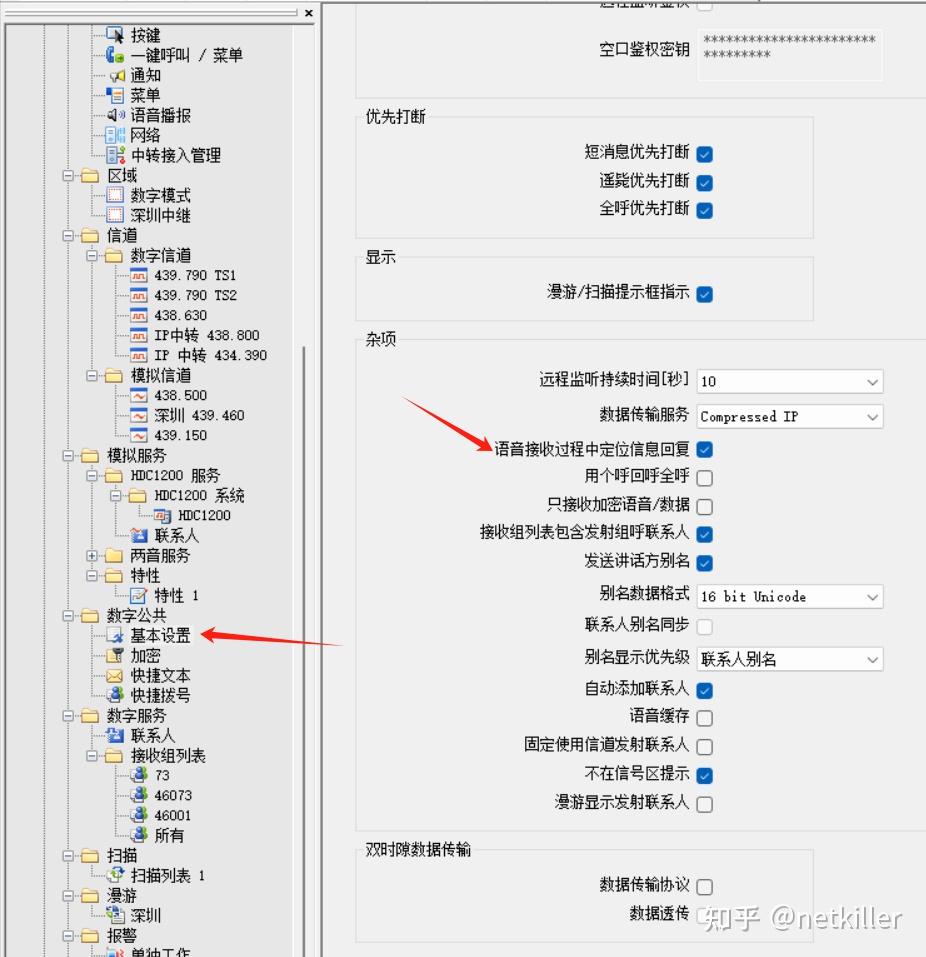 按键
一键呼叫 / 菜单
通知
菜单
语音播报
网络
中转接入管理
区域
数字模式
深圳中继
信道
数字信道
439.790 TS1
439.790 TS2
438.630
IP中转 438.800
IP 中转 434.390
模拟信道
438.500
深圳 439.460
439.150
模拟服务
HDC1200 服务
HDC1200 系统
HDC1200
联系人
两音服务
特性
特性 1
数字公共
基本设置
加密
快捷文本
快捷拨号
数字服务
联系人
接收组列表
73
46073
46001
所有
扫描
扫描列表 1
漫游
深圳
报警
单独工作
远程监听鉴权
空口鉴权密钥
***********************
*********
优先打断
短消息优先打断
遥毙优先打断
全呼优先打断
显示
漫游/扫描提示框指示
杂项
远程监听持续时间[秒] 10
数据传输服务 Compressed IP
语音接收过程中定位信息回复
用个呼回呼全呼
只接收加密语音/数据
接收组列表包含发射组呼联系人
发送讲话方别名
别名数据格式 16 bit Unicode
联系人别名同步
别名显示优先级 联系人别名
自动添加联系人
语音缓存
固定使用信道发射联系人
不在信号区提示
漫游显示发射联系人
双时隙数据传输
数据传输协议
数据透传
知乎 @netkiller